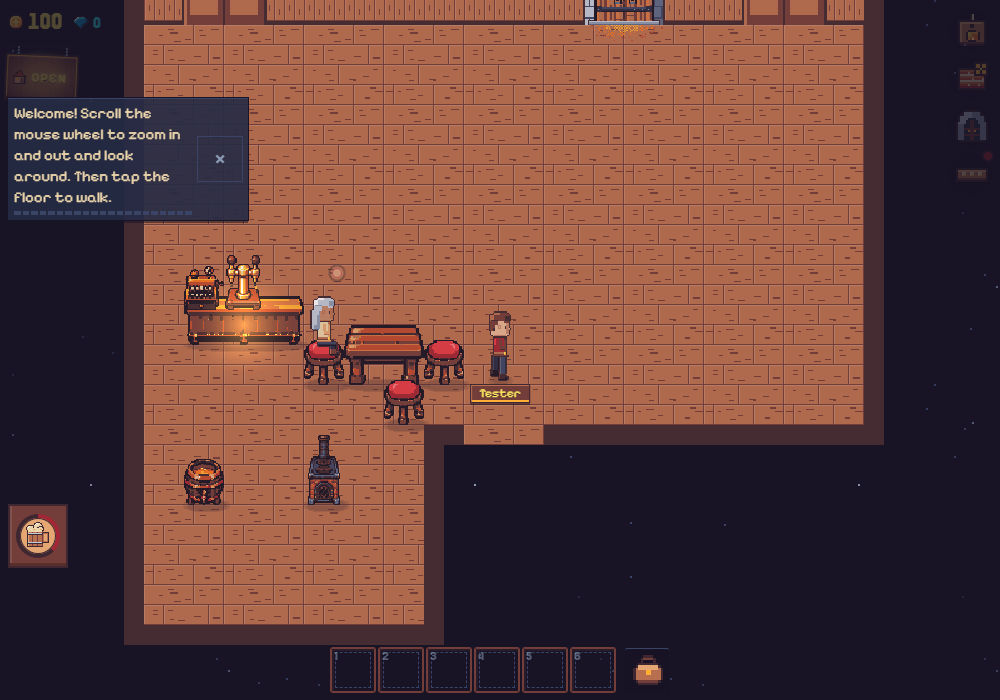 100
0
OPEN
Welcome! Scroll the
mouse wheel to zoom in
and out and look
around. Then tap the
floor to walk.
×
Tester
1 2 3 4 5 6